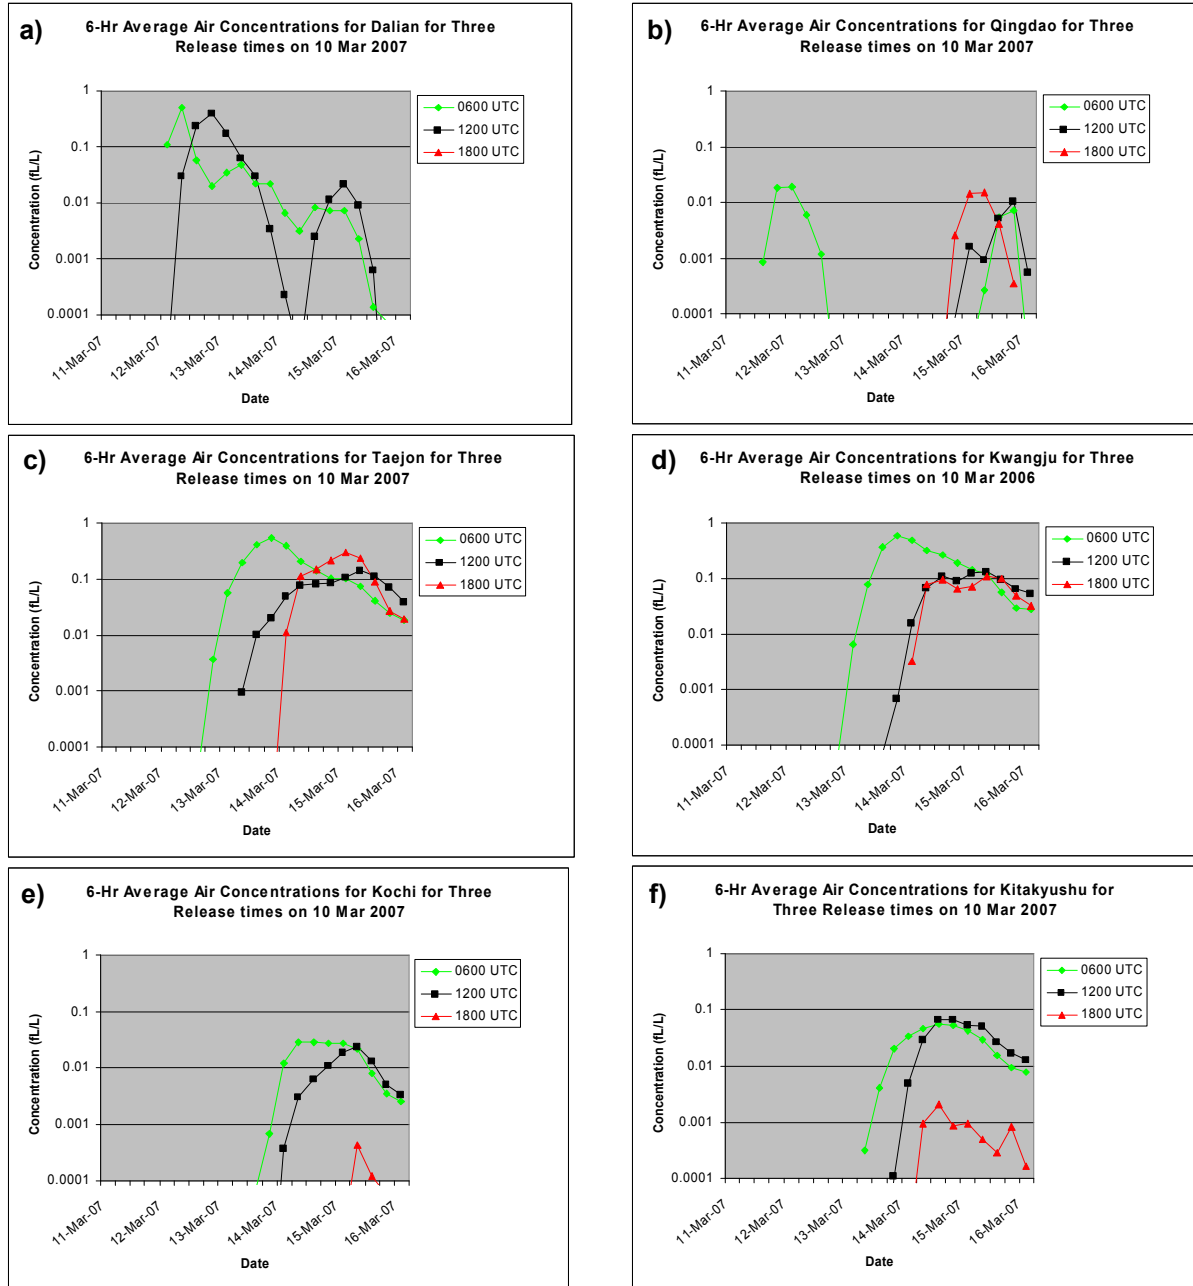 a)
6-Hr Average Air Concentrations for Dalian for Three
Release times on 10 Mar 2007
Concentration (fL/L)
1
0.1
0.01
0.001
0.0001
11-Mar-07
12-Mar-07
13-Mar-07
14-Mar-07
15-Mar-07
16-Mar-07
Date
0600 UTC
1200 UTC
1800 UTC
b)
6-Hr Average Air Concentrations for Qingdao for Three
Release times on 10 Mar 2007
Concentration (fL/L)
1
0.1
0.01
0.001
0.0001
11-Mar-07
12-Mar-07
13-Mar-07
14-Mar-07
15-Mar-07
16-Mar-07
Date
0600 UTC
1200 UTC
1800 UTC
c)
6-Hr Average Air Concentrations for Taejon for Three
Release times on 10 Mar 2007
Concentration (fL/L)
1
0.1
0.01
0.001
0.0001
11-Mar-07
12-Mar-07
13-Mar-07
14-Mar-07
15-Mar-07
16-Mar-07
Date
0600 UTC
1200 UTC
1800 UTC
d)
6-Hr Average Air Concentrations for Kwangju for Three
Release times on 10 Mar 2006
Concentration (fL/L)
1
0.1
0.01
0.001
0.0001
11-Mar-07
12-Mar-07
13-Mar-07
14-Mar-07
15-Mar-07
16-Mar-07
Date
0600 UTC
1200 UTC
1800 UTC
e)
6-Hr Average Air Concentrations for Kochi for Three
Release times on 10 Mar 2007
Concentration (fL/L)
1
0.1
0.01
0.001
0.0001
11-Mar-07
12-Mar-07
13-Mar-07
14-Mar-07
15-Mar-07
16-Mar-07
Date
0600 UTC
1200 UTC
1800 UTC
f)
6-Hr Average Air Concentrations for Kitakyushu for
Three Release times on 10 Mar 2007
Concentration (fL/L)
1
0.1
0.01
0.001
0.0001
11-Mar-07
12-Mar-07
13-Mar-07
14-Mar-07
15-Mar-07
16-Mar-07
Date
0600 UTC
1200 UTC
1800 UTC